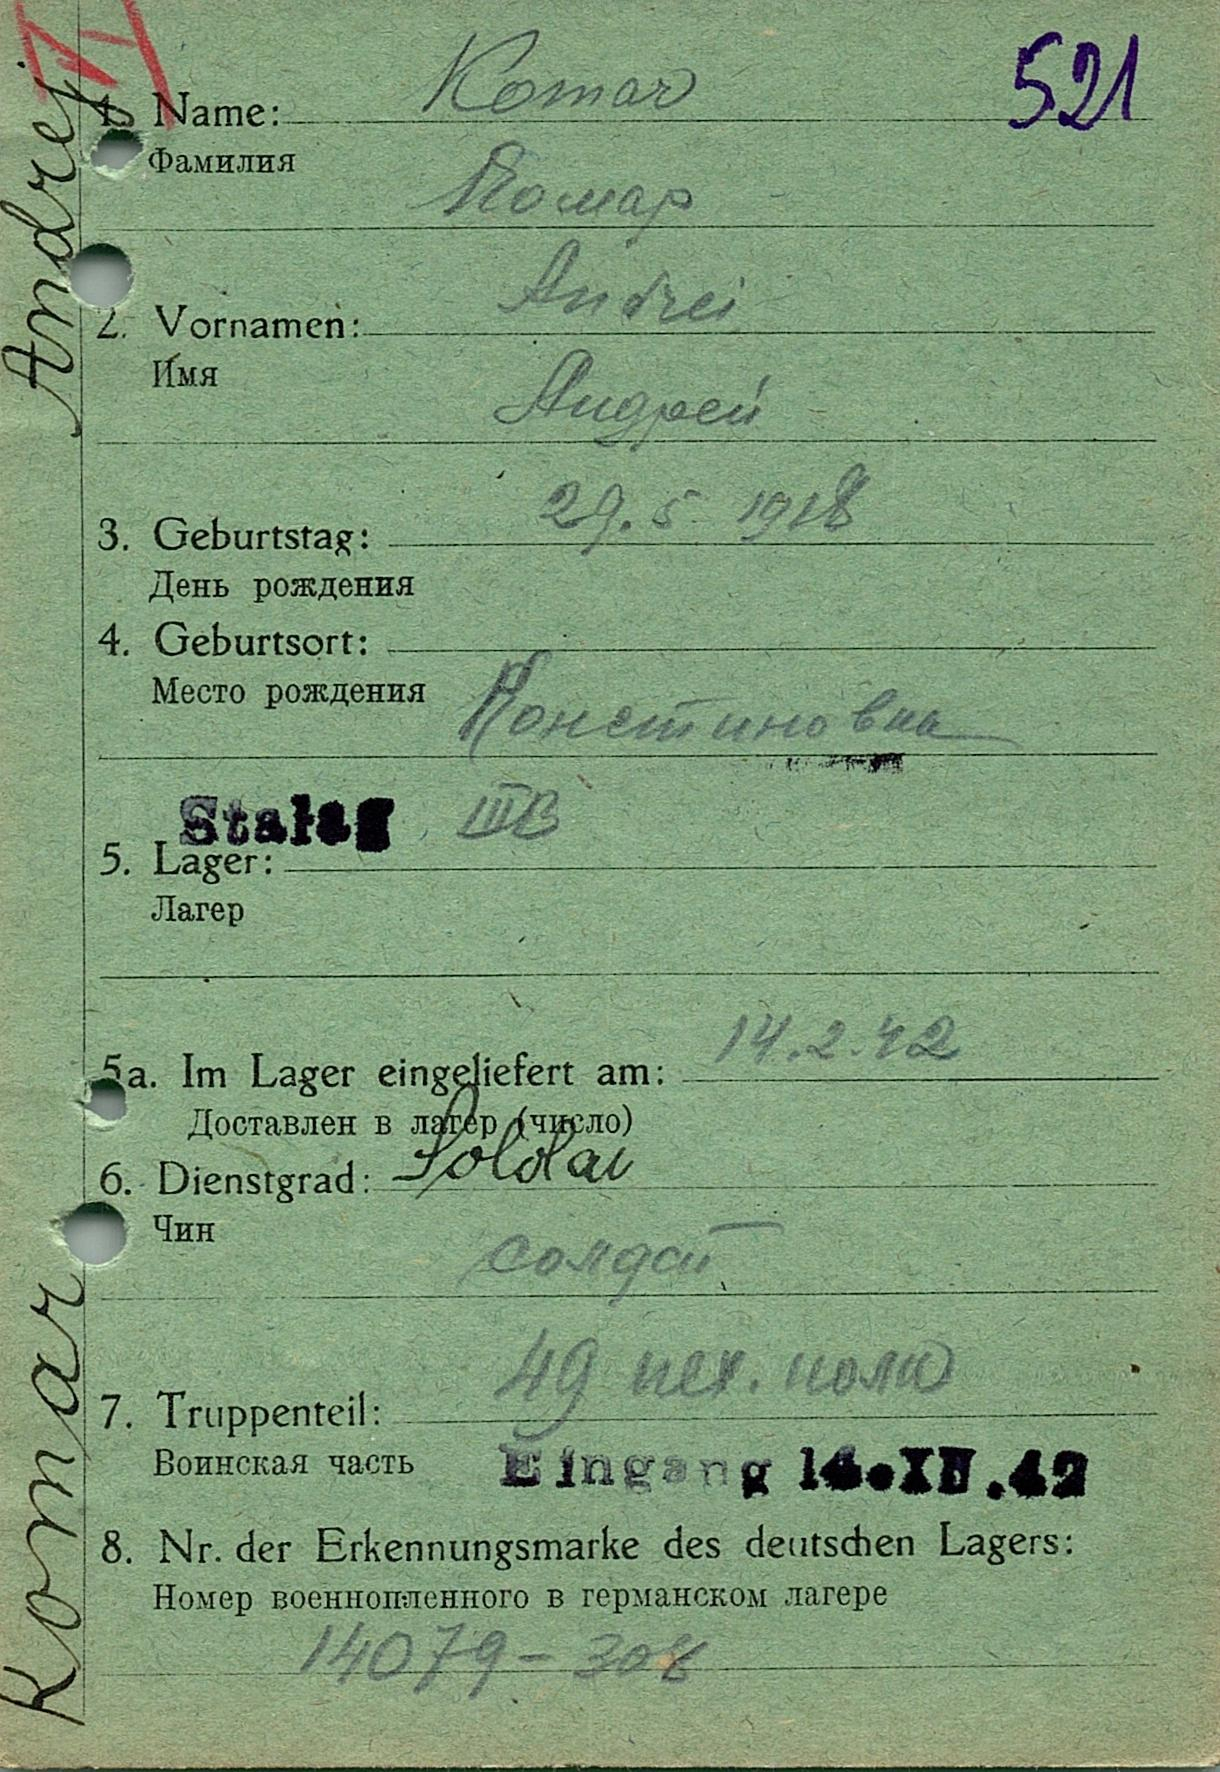 521
Komar Andrej
1. Name: Komar
Фамилия
Комар
2. Vornamen: Andrei
Имя
Андрей
3. Geburtstag: 29.5.1918
День рождения
4. Geburtsort:
Место рождения Констиновка
Stalag III B
5. Lager:
Лагер
5a. Im Lager eingeliefert am: 14.2.42
Доставлен в лагер (число)
6. Dienstgrad: Soldat
Чин
солдат
49 пех. полк
7. Truppenteil:
Воинская часть Eingang 14.XII.42
8. Nr. der Erkennungsmarke des deutschen Lagers:
Номер военнопленного в германском лагере
14079-308